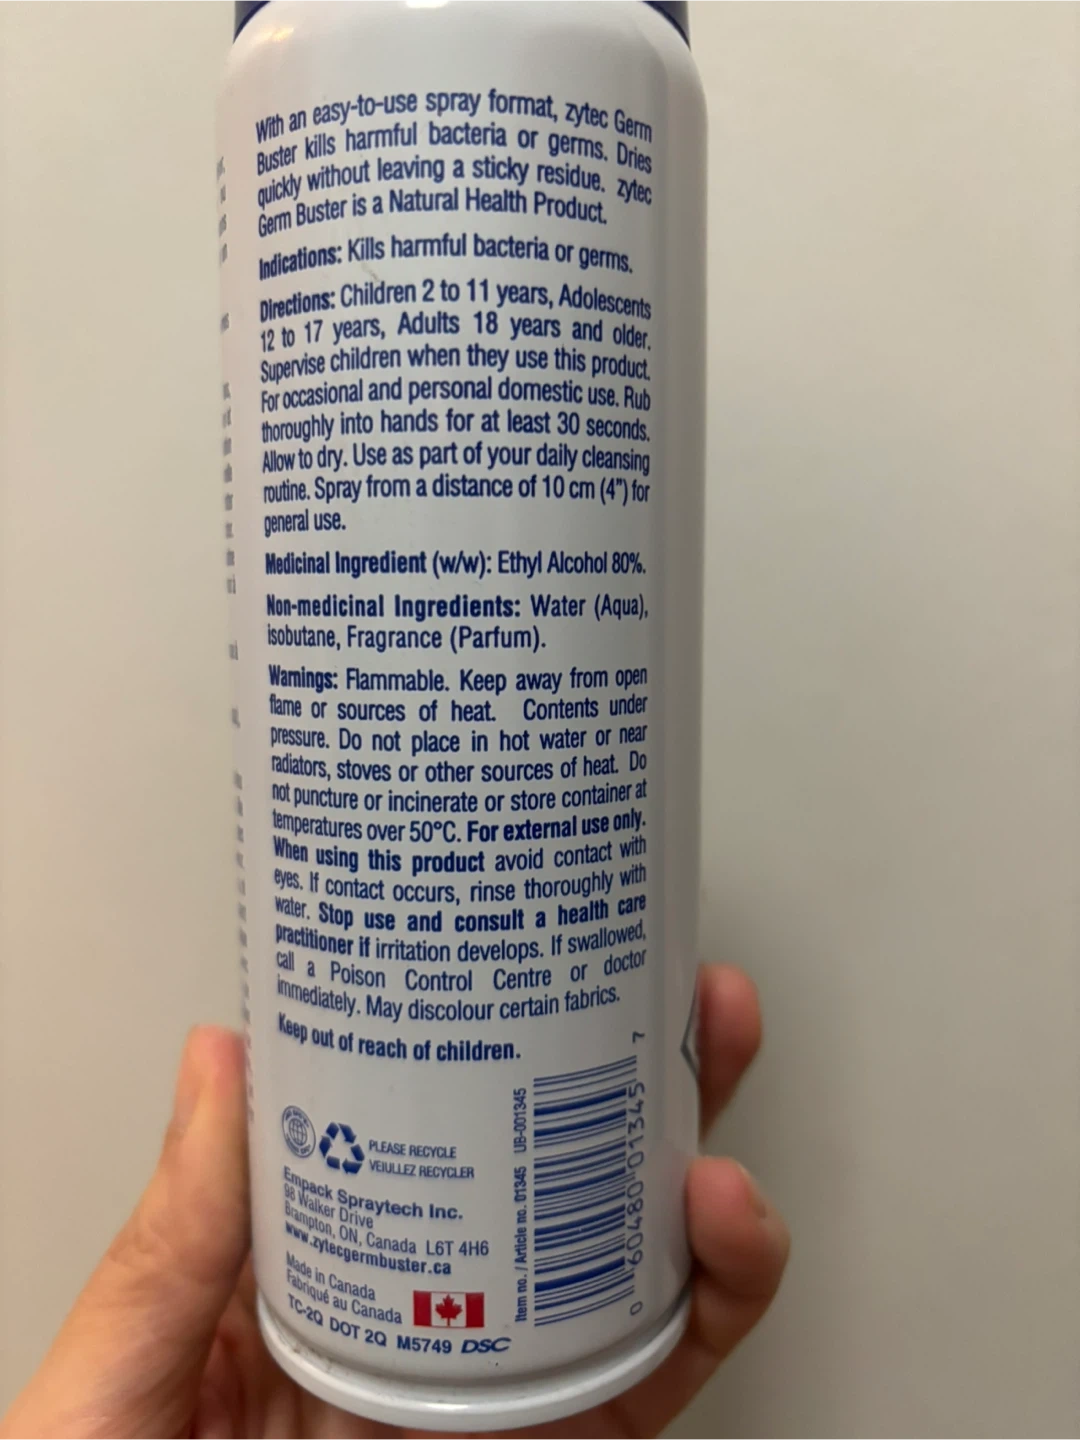 With an easy-to-use spray format, zytec Germ
Buster kills harmful bacteria or germs. Dries
quickly without leaving a sticky residue. zytec
Germ Buster is a Natural Health Product.
Indications: Kills harmful bacteria or germs.
Directions: Children 2 to 11 years, Adolescents
12 to 17 years, Adults 18 years and older.
Supervise children when they use this product.
For occasional and personal domestic use. Rub
thoroughly into hands for at least 30 seconds.
Allow to dry. Use as part of your daily cleansing
routine. Spray from a distance of 10 cm (4") for
general use.
Medicinal Ingredient (w/w): Ethyl Alcohol 80%.
Non-medicinal Ingredients: Water (Aqua),
isobutane, Fragrance (Parfum).
Warnings: Flammable. Keep away from open
flame or sources of heat. Contents under
pressure. Do not place in hot water or near
radiators, stoves or other sources of heat. Do
not puncture or incinerate or store container at
temperatures over 50°C. For external use only.
When using this product avoid contact with
eyes. If contact occurs, rinse thoroughly with
water. Stop use and consult a health care
practitioner if irritation develops. If swallowed,
call a Poison Control Centre or doctor
immediately. May discolour certain fabrics.
Keep out of reach of children.
PLEASE RECYCLE
VEIULLEZ RECYCLER
Empack Spraytech Inc.
98 Walker Drive
Brampton, ON, Canada L6T 4H6
www.zytecgermbuster.ca
Made in Canada
Fabriqué au Canada
TC-2Q DOT 2Q M5749 DSC
Item no. / Article no. 01345 UB-001345
0 60480 01345 7